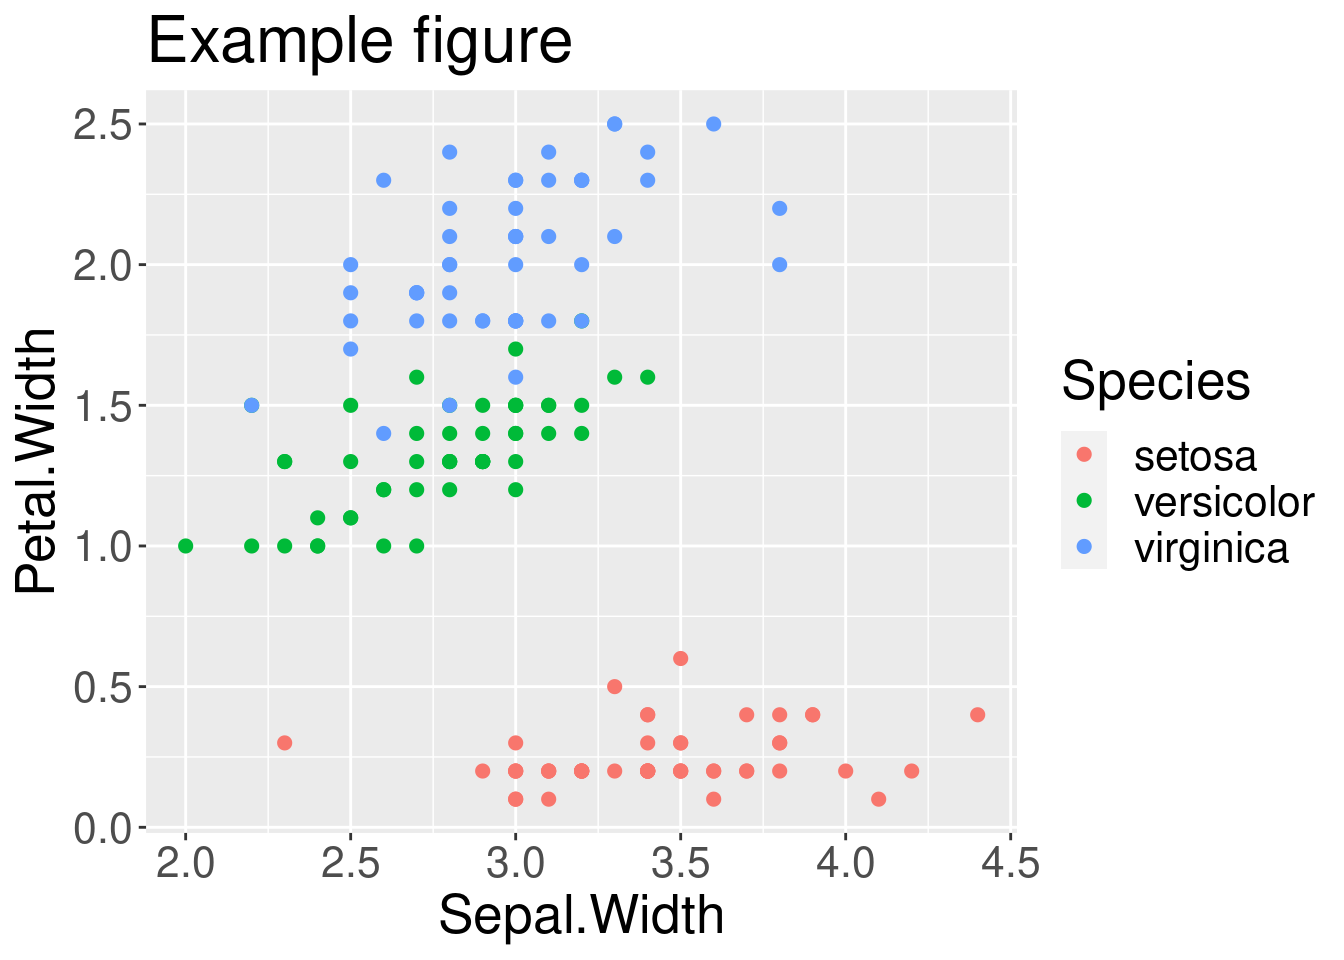 Example figure
2.5
2.0
1.5
1.0
0.5
0.0
Petal.Width
2.0 2.5 3.0 3.5 4.0 4.5
Sepal.Width
Species
setosa
versicolor
virginica